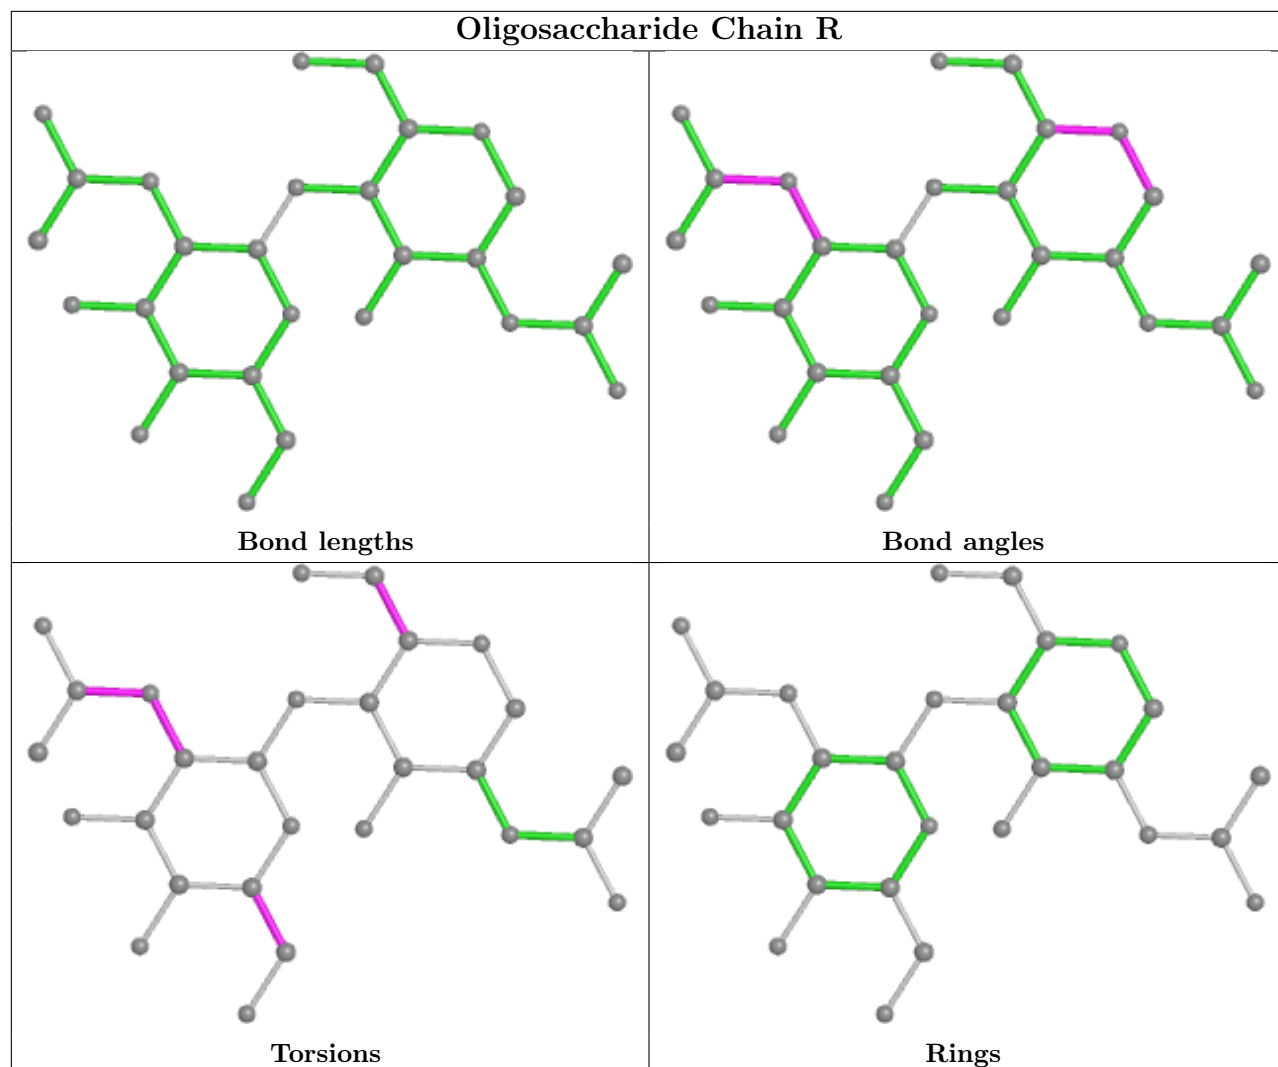 Oligosaccharide Chain R
Bond lengths
Bond angles
Torsions
Rings